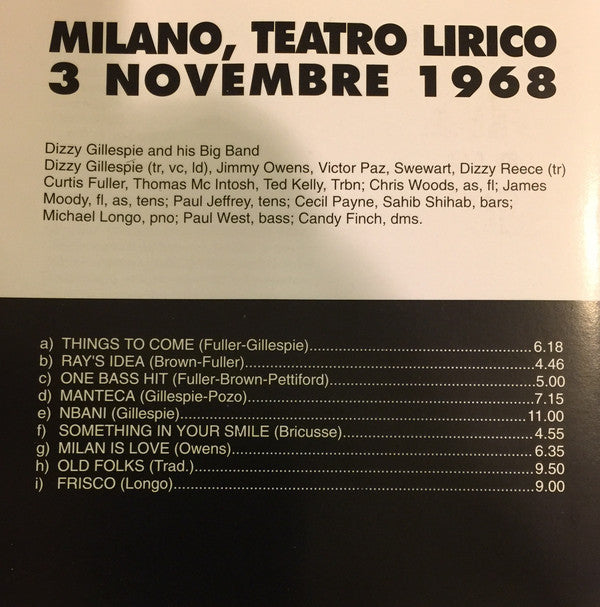 MILANO, TEATRO LIRICO
3 NOVEMBRE 1968
Dizzy Gillespie and his Big Band
Dizzy Gillespie (tr, vc, ld), Jimmy Owens, Victor Paz, Swewart, Dizzy Reece (tr)
Curtis Fuller, Thomas Mc Intosh, Ted Kelly, Trbn; Chris Woods, as, fl; James
Moody, fl, as, tens; Paul Jeffrey, tens; Cecil Payne, Sahib Shihab, bars;
Michael Longo, pno; Paul West, bass; Candy Finch, dms.
a) THINGS TO COME (Fuller-Gillespie)..................................................6.18
b) RAY'S IDEA (Brown-Fuller)................................................................4.46
c) ONE BASS HIT (Fuller-Brown-Pettiford)............................................5.00
d) MANTECA (Gillespie-Pozo)..............................................................7.15
e) NBANI (Gillespie)...........................................................................11.00
f) SOMETHING IN YOUR SMILE (Bricusse)........................................4.55
g) MILAN IS LOVE (Owens)..................................................................6.35
h) OLD FOLKS (Trad.).........................................................................9.50
i) FRISCO (Longo)...............................................................................9.00